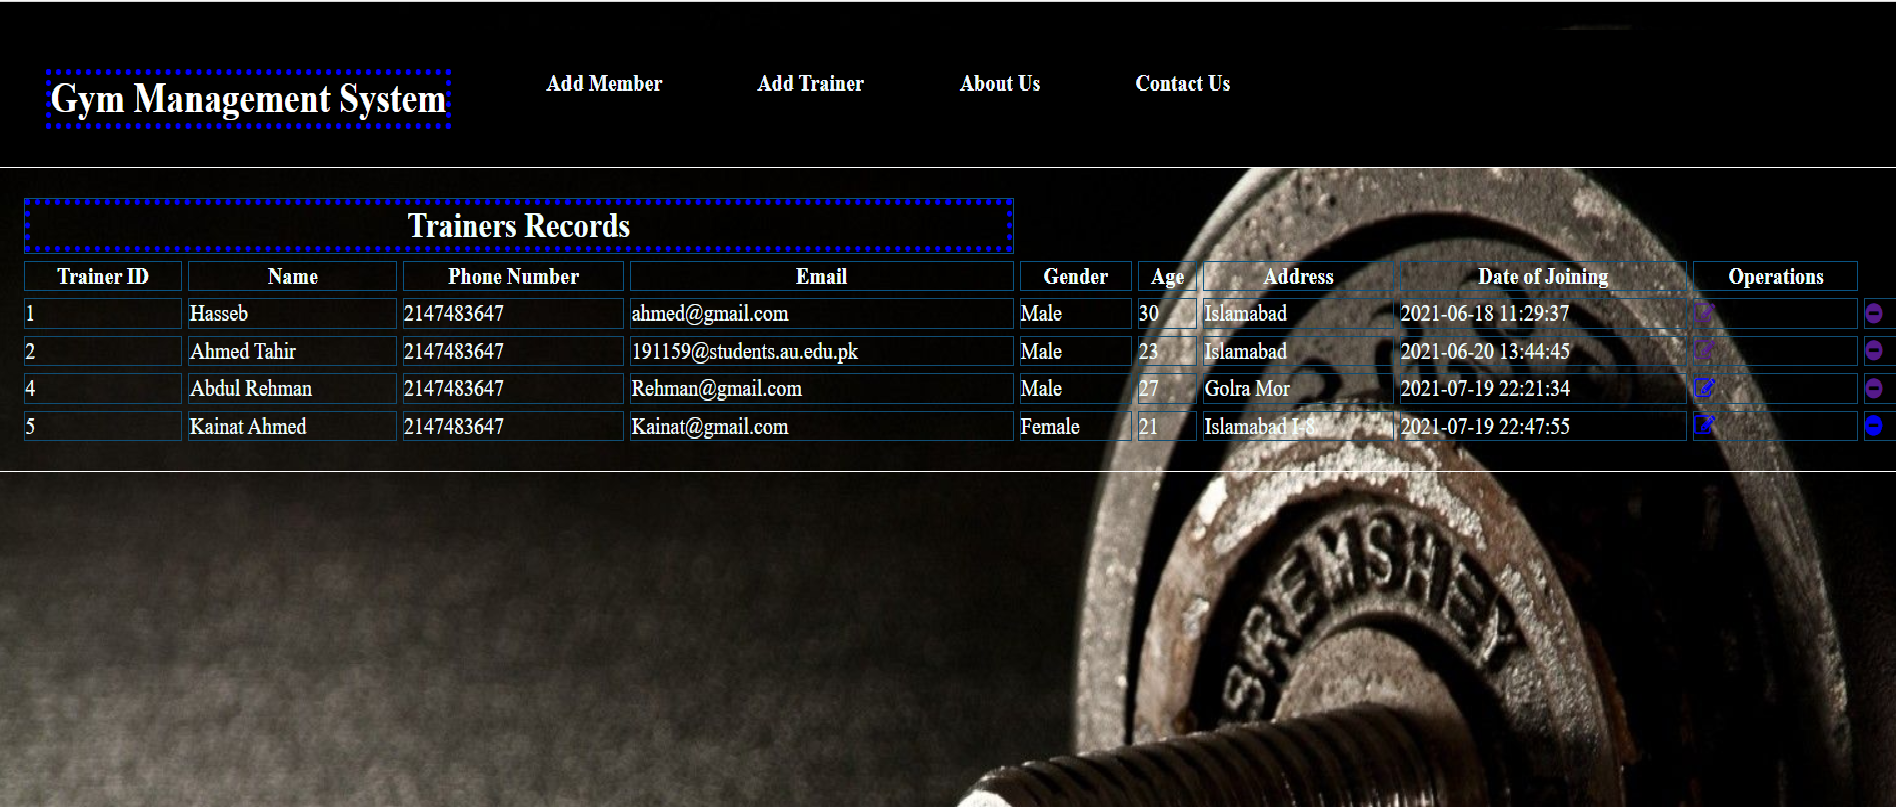 Gym Management System Add Member Add Trainer About Us Contact Us
Trainers Records
Trainer ID Name Phone Number Email Gender Age Address Date of Joining Operations
1 Hasseb 2147483647 ahmed@gmail.com Male 30 Islamabad 2021-06-18 11:29:37
2 Ahmed Tahir 2147483647 191159@students.au.edu.pk Male 23 Islamabad 2021-06-20 13:44:45
4 Abdul Rehman 2147483647 Rehman@gmail.com Male 27 Golra Mor 2021-07-19 22:21:34
5 Kainat Ahmed 2147483647 Kainat@gmail.com Female 21 Islamabad I-8 2021-07-19 22:47:55
BREMSHEY